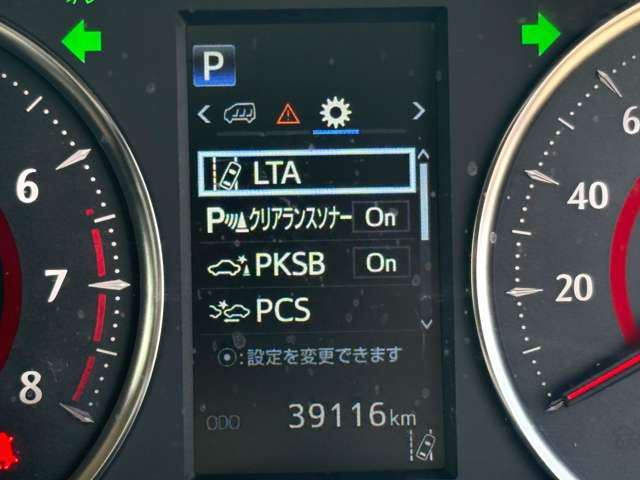 P
LTA
P クリアランスソナー On
PKSB On
PCS
:設定を変更できます
ODO 39116km
6
7
8
6
40
20